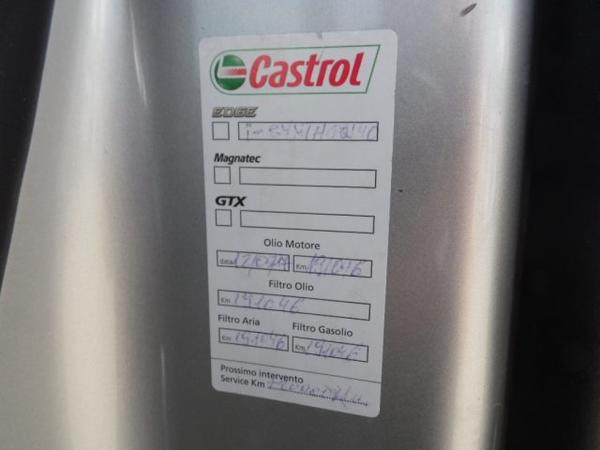 Castrol
EDGE
Magnatec
GTX
Olio Motore
data Km 191046
Filtro Olio
Km 191046
Filtro Aria Filtro Gasolio
Km 191046 Km 191046
Prossimo intervento
Service Km